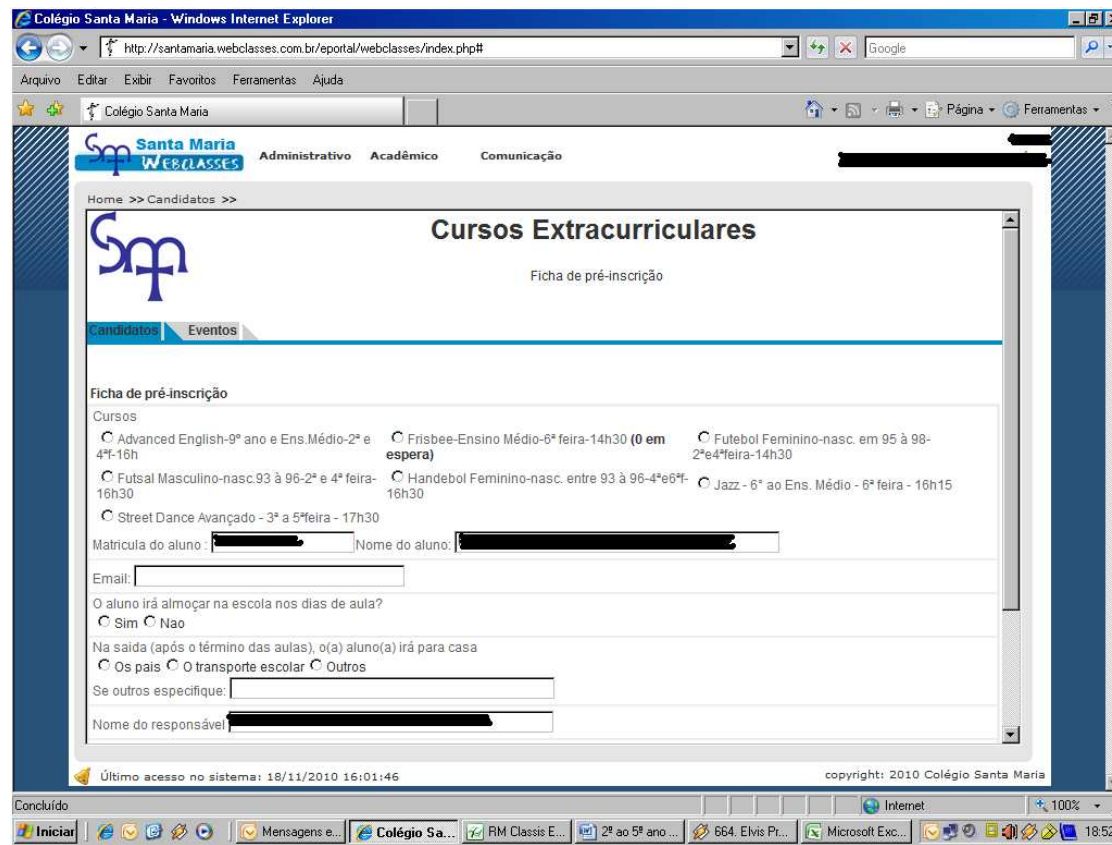 Colégio Santa Maria - Windows Internet Explorer
http://santamaria.webclasses.com.br/eportal/webclasses/index.php#
Google
Arquivo Editar Exibir Favoritos Ferramentas Ajuda
Colégio Santa Maria
Página Ferramentas
Sm Santa Maria
WEBCLASSES
Administrativo Acadêmico Comunicação
Home >> Candidatos >>
Sm
Cursos Extracurriculares
Ficha de pré-inscrição
Candidatos Eventos
Ficha de pré-inscrição
Cursos
Advanced English-9º ano e Ens.Médio-2ª e 4ªf-16h
Frisbee-Ensino Médio-6ª feira-14h30 (0 em espera)
Futebol Feminino-nasc. em 95 à 98-2ªe4ªfeira-14h30
Futsal Masculino-nasc.93 à 96-2ª e 4ª feira-16h30
Handebol Feminino-nasc. entre 93 à 96-4ªe6ªf-16h30
Jazz - 6° ao Ens. Médio - 6ª feira - 16h15
Street Dance Avançado - 3ª a 5ªfeira - 17h30
Matricula do aluno : Nome do aluno:
Email:
O aluno irá almoçar na escola nos dias de aula?
Sim Nao
Na saida (após o término das aulas), o(a) aluno(a) irá para casa
Os pais O transporte escolar Outros
Se outros especifique:
Nome do responsável
Último acesso no sistema: 18/11/2010 16:01:46
copyright: 2010 Colégio Santa Maria
Concluído Internet 100%
Iniciar Mensagens e... Colégio Sa... RM Classis E... 2º ao 5º ano ... 664. Elvis Pr... Microsoft Exc... 18:52